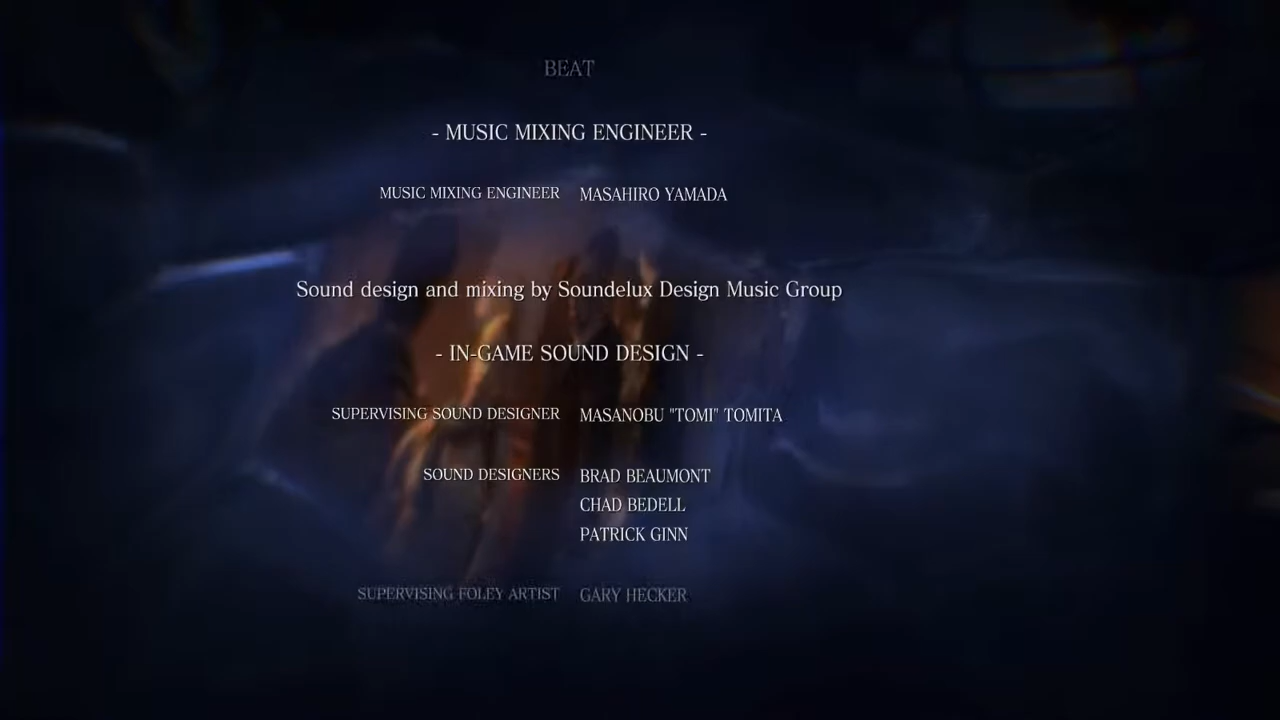 BEAT
- MUSIC MIXING ENGINEER -
MUSIC MIXING ENGINEER MASAHIRO YAMADA
Sound design and mixing by Soundelux Design Music Group
- IN-GAME SOUND DESIGN -
SUPERVISING SOUND DESIGNER MASANOBU "TOMI" TOMITA
SOUND DESIGNERS BRAD BEAUMONT
CHAD BEDELL
PATRICK GINN
SUPERVISING FOLEY ARTIST GARY HECKER